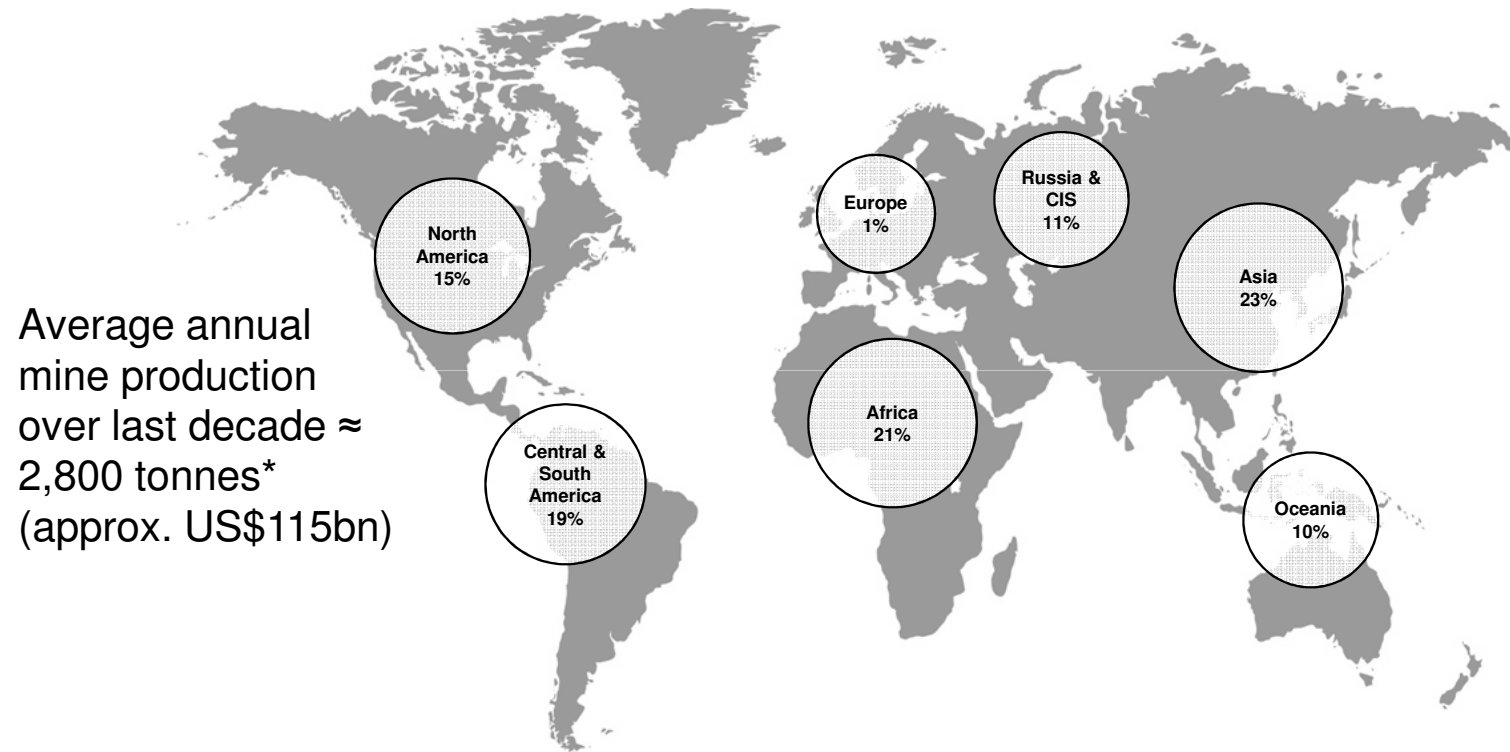 Average annual
mine production
over last decade ≈
2,800 tonnes*
(approx. US$115bn)
North
America
15%
Central &
South
America
19%
Europe
1%
Russia &
CIS
11%
Africa
21%
Asia
23%
Oceania
10%